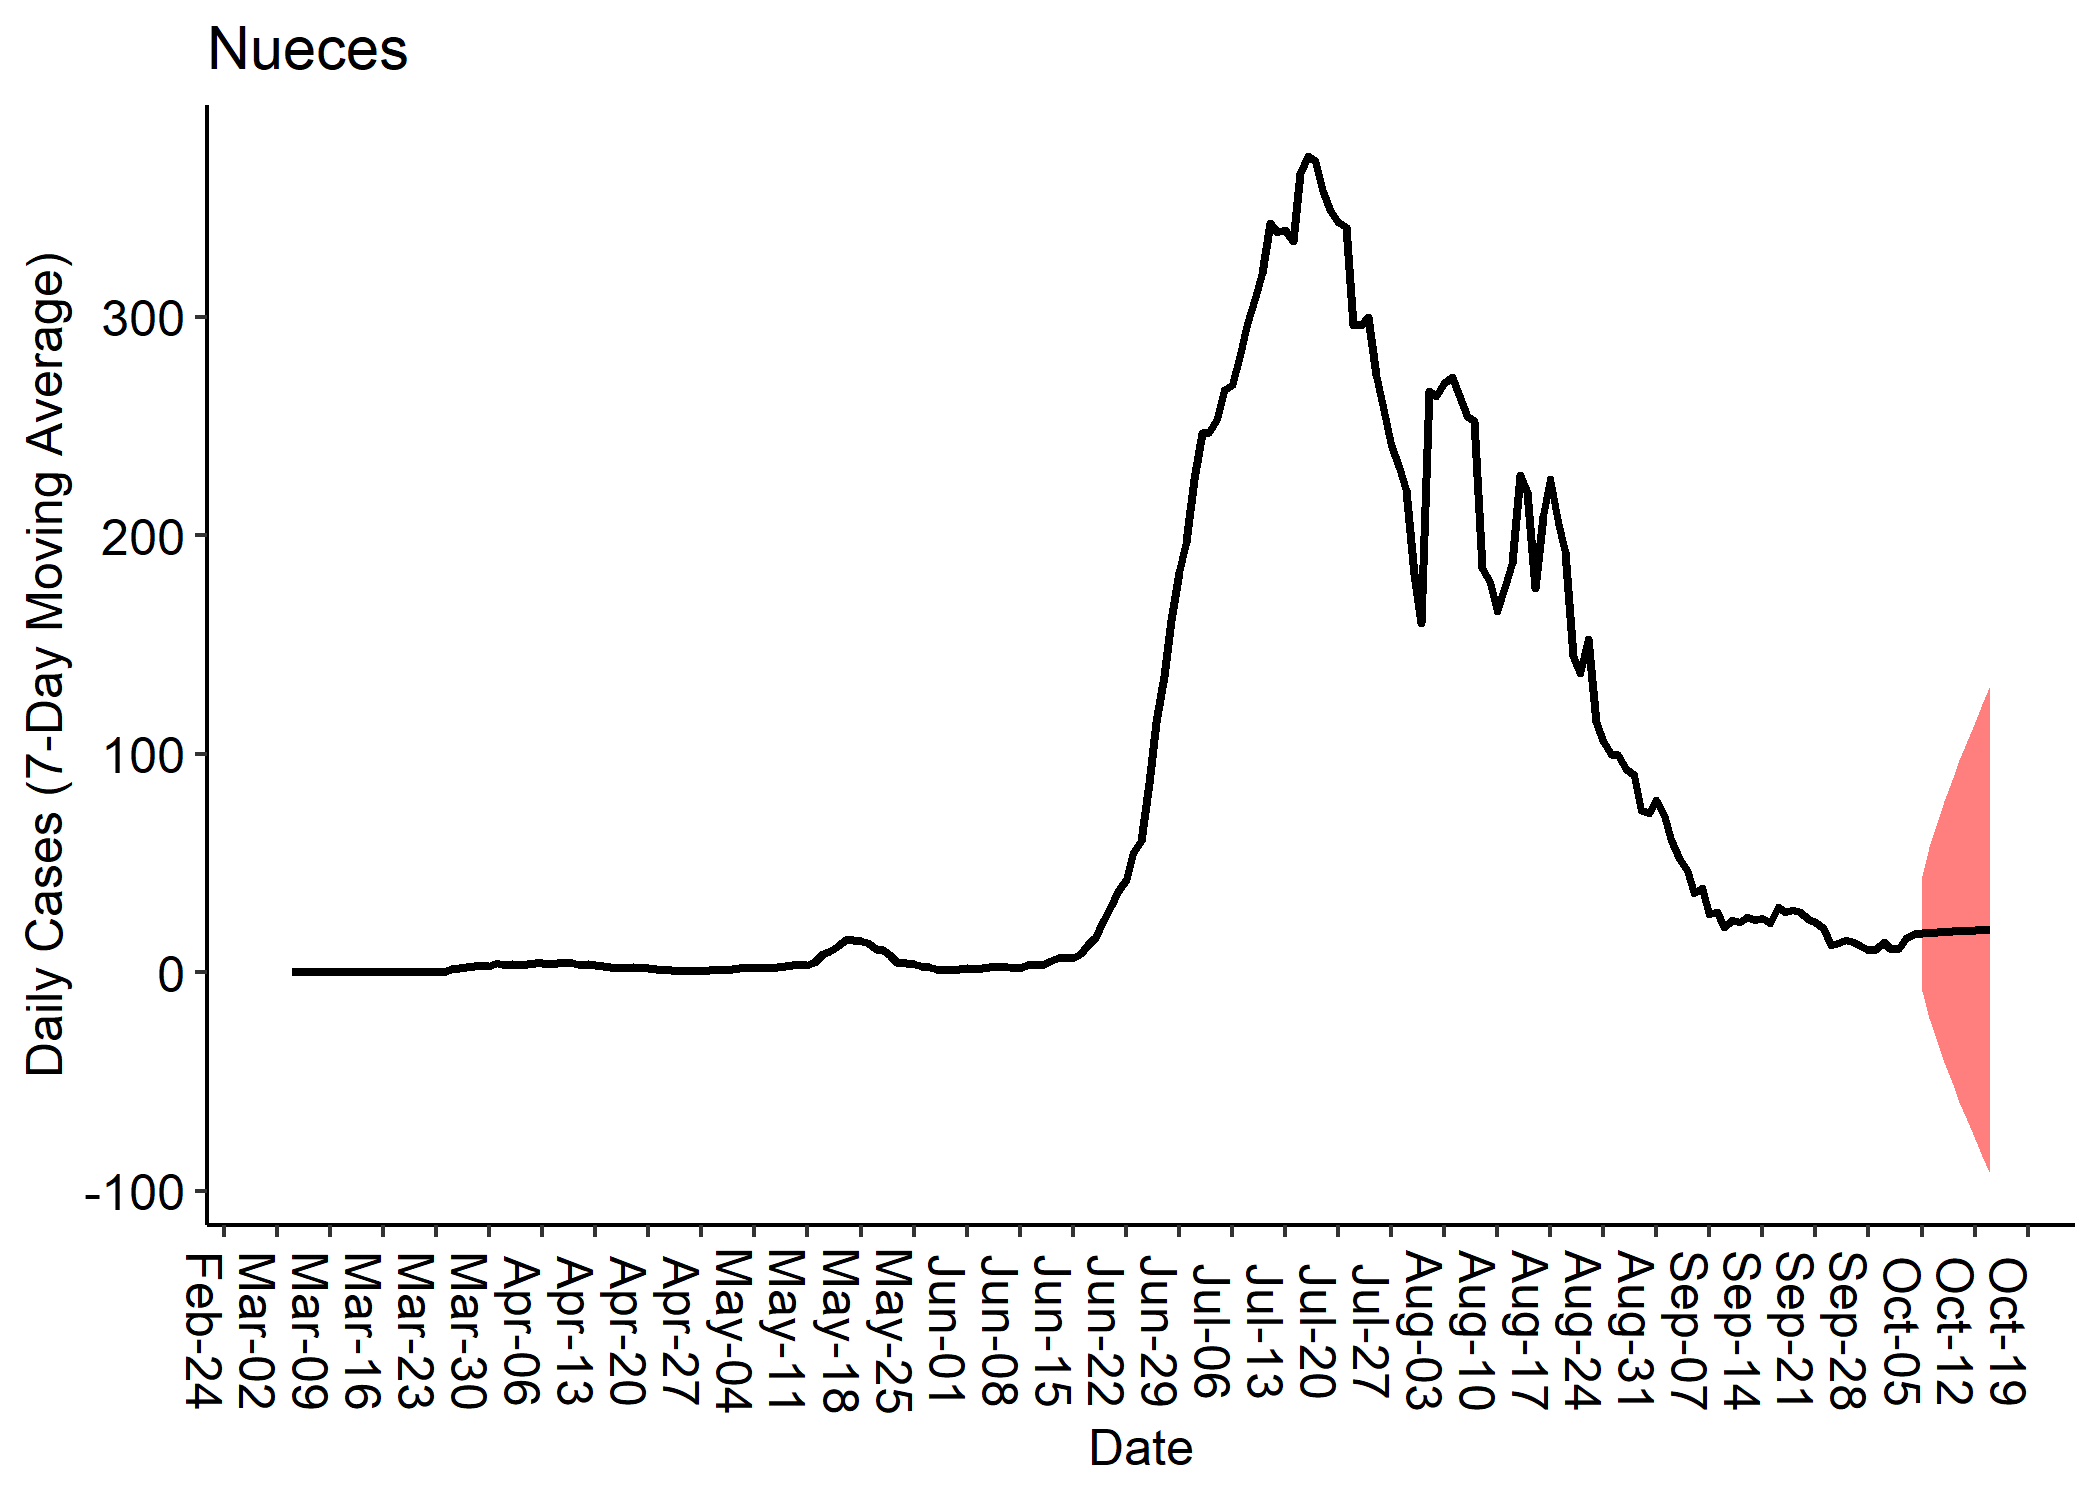 Nueces
Daily Cases (7-Day Moving Average)
300
200
100
0
-100
Feb-24
Mar-02
Mar-09
Mar-16
Mar-23
Mar-30
Apr-06
Apr-13
Apr-20
Apr-27
May-04
May-11
May-18
May-25
Jun-01
Jun-08
Jun-15
Jun-22
Jun-29
Jul-06
Jul-13
Jul-20
Jul-27
Aug-03
Aug-10
Aug-17
Aug-24
Aug-31
Sep-07
Sep-14
Sep-21
Sep-28
Oct-05
Oct-12
Oct-19
Date